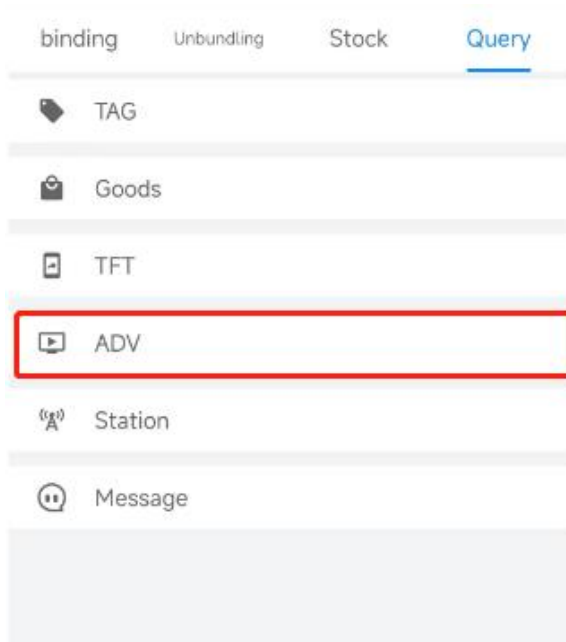 binding Unbundling Stock Query
TAG
Goods
TFT
ADV
Station
Message